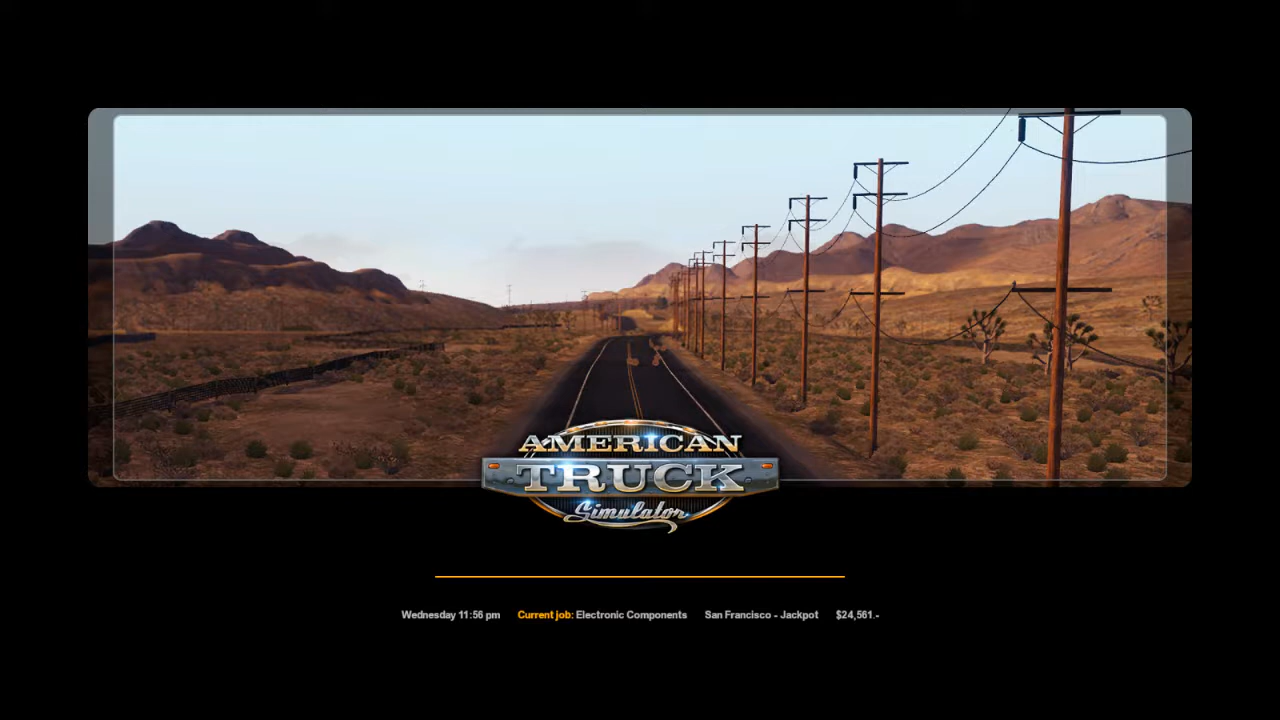 AMERICAN
TRUCK
Simulator
Wednesday 11:56 pm Current job: Electronic Components San Francisco - Jackpot $24,561.-